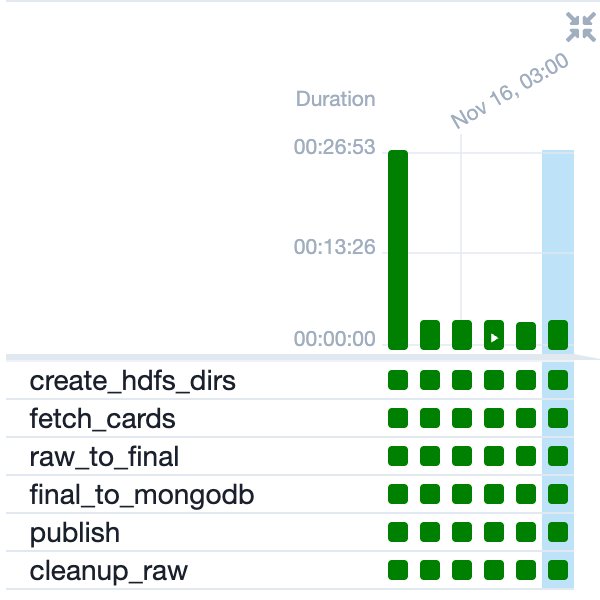 Duration
Nov 16, 03:00
00:26:53
00:13:26
00:00:00
create_hdfs_dirs
fetch_cards
raw_to_final
final_to_mongodb
publish
cleanup_raw